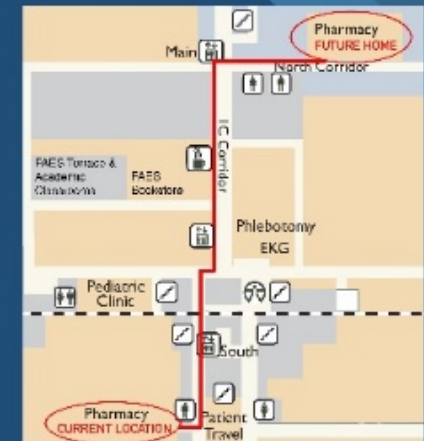 Pharmacy
FUTURE HOME
Main
North Corridor
IC Corridor
FAES Terrace &
Academic
Classrooms
FAES
Bookstore
Phlebotomy
EKG
Pediatric
Clinic
South
Pharmacy
CURRENT LOCATION
Patient
Travel